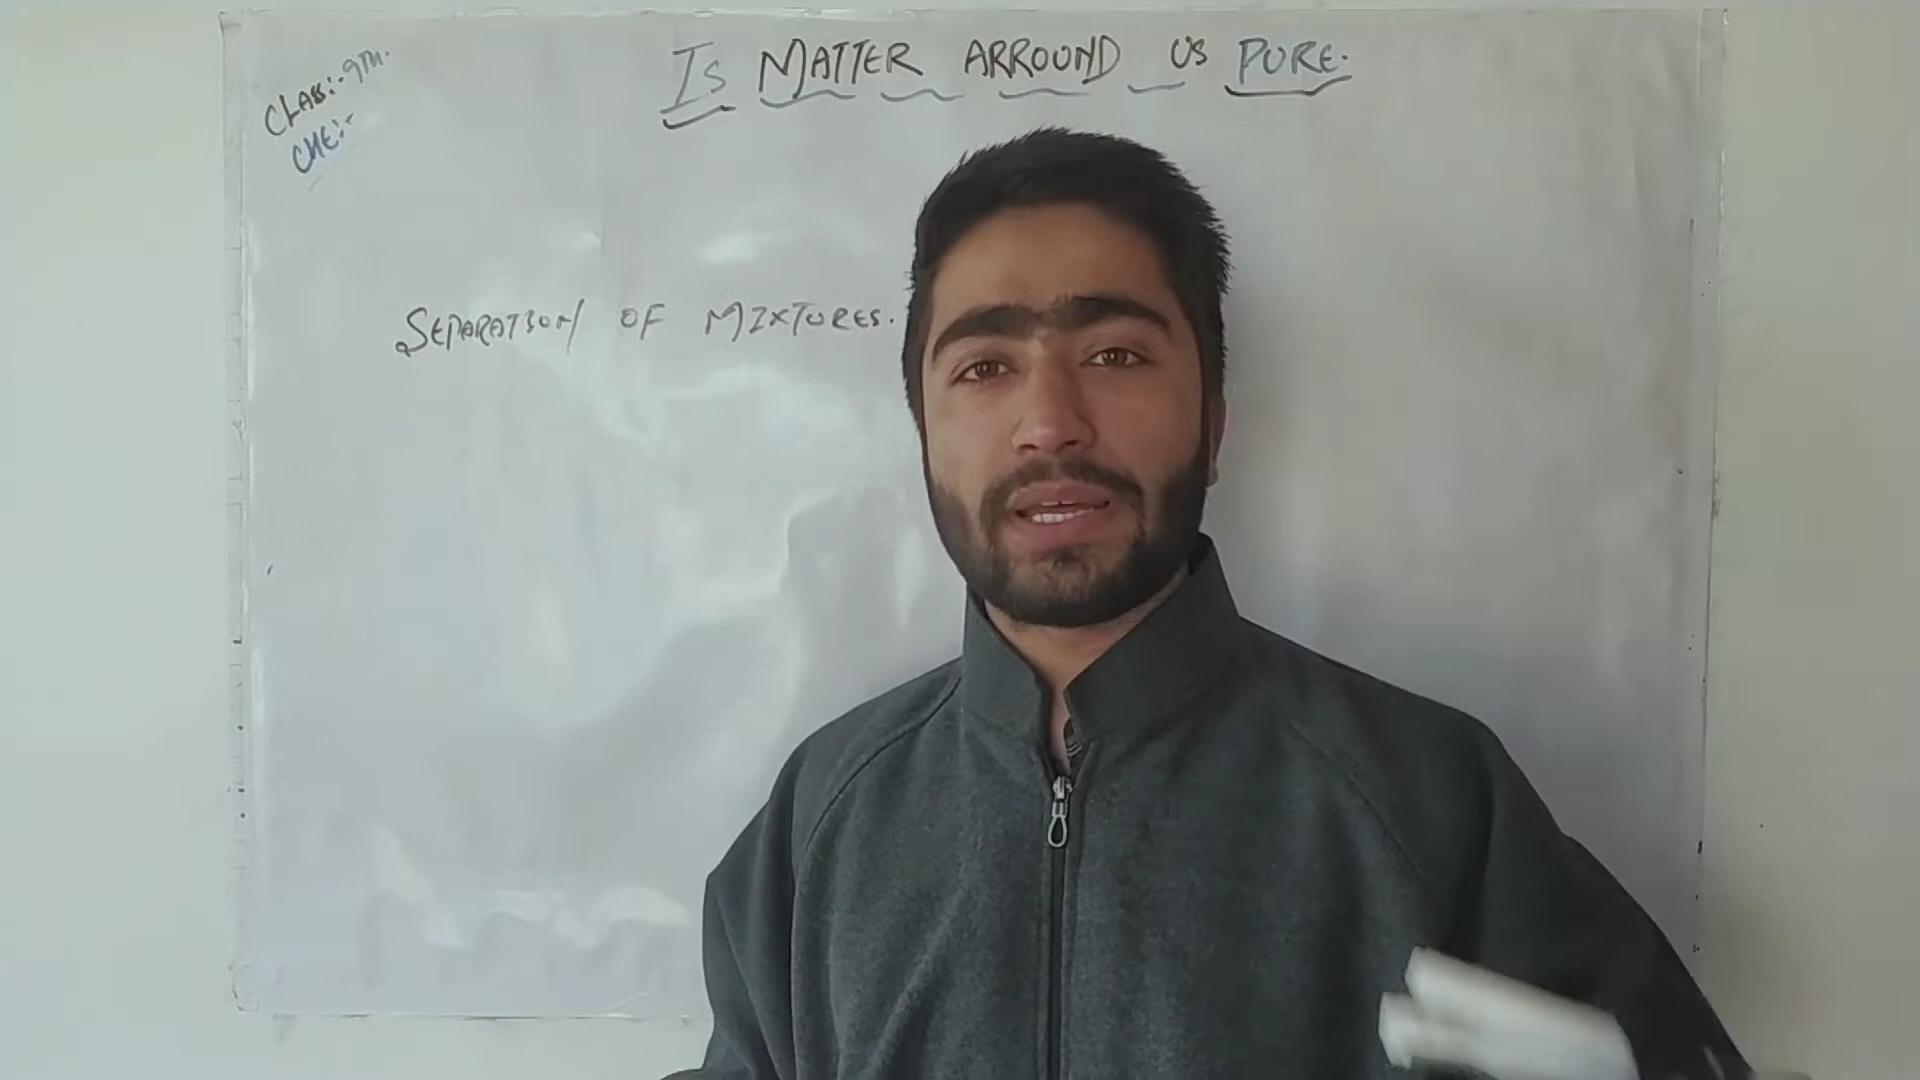 IS MATTER ARROUND US PURE.
CLASS:- 9TH.
CHE:-
SEPARATION OF MIXTURES.